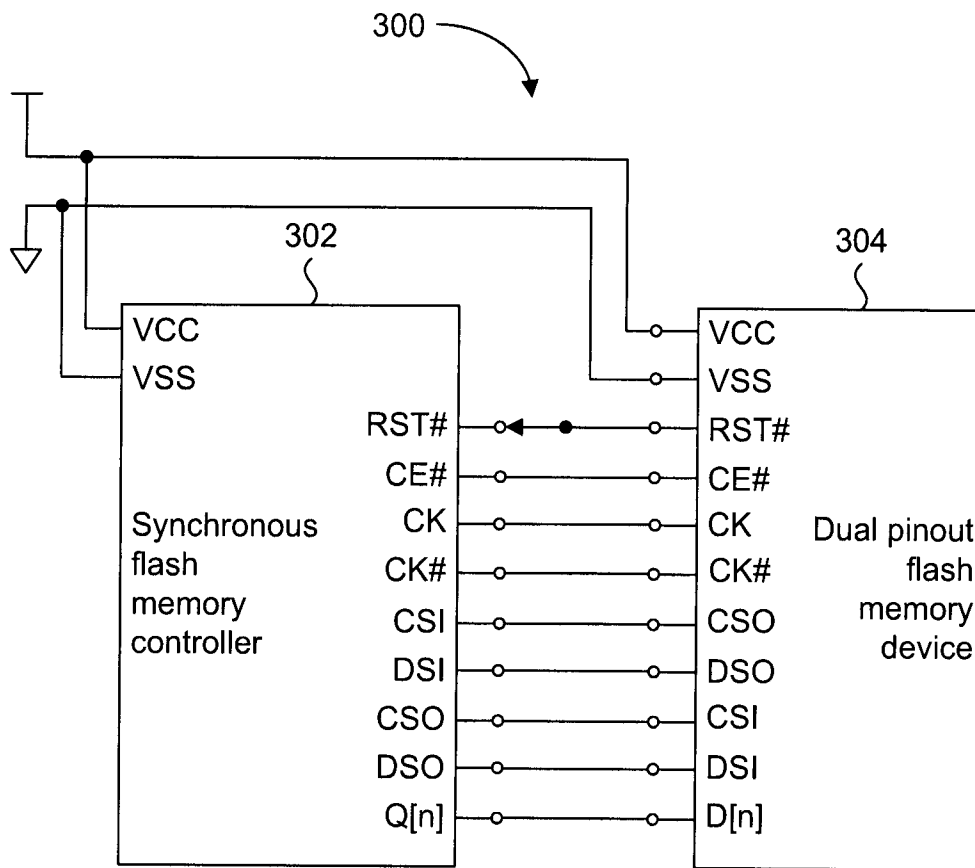 300
302
304
VCC
VSS
RST#
CE#
CK
CK#
CSI
DSI
CSO
DSO
Q[n]
Synchronous
flash
memory
controller
VCC
VSS
RST#
CE#
CK
CK#
CSO
DSO
CSI
DSI
D[n]
Dual pinout
flash
memory
device